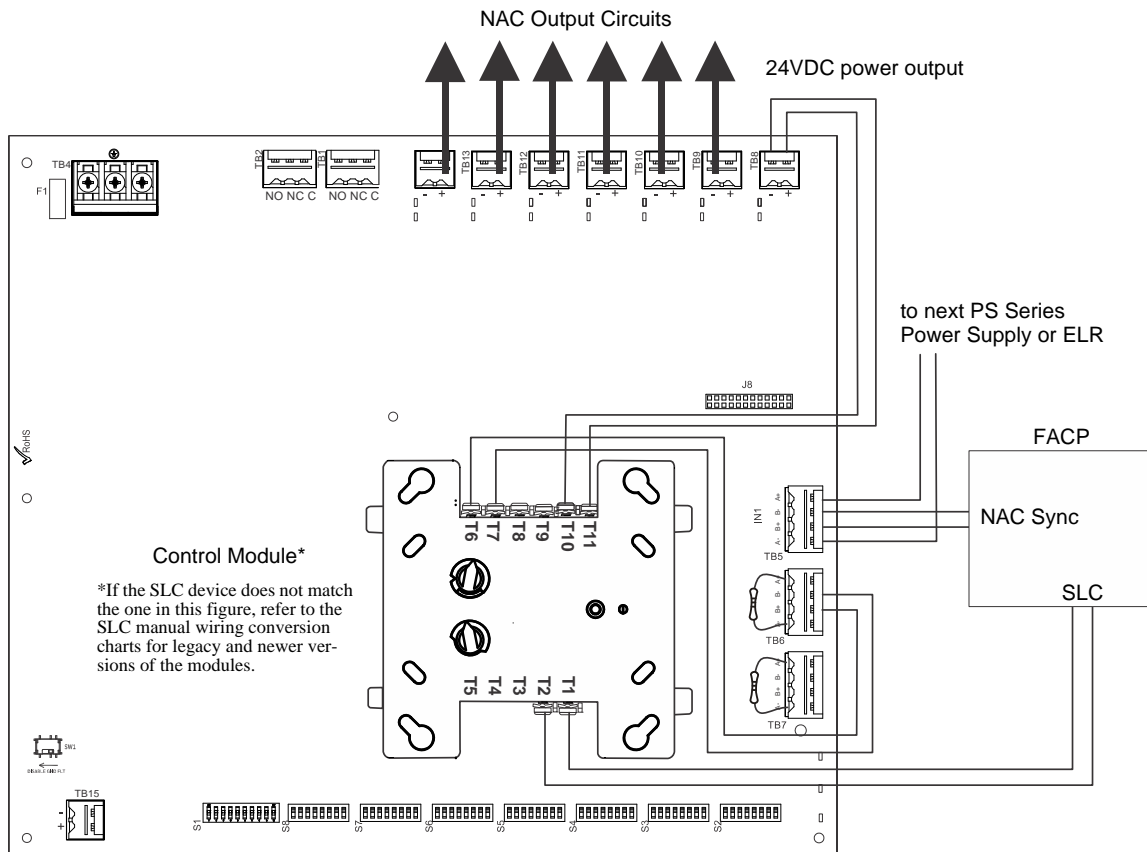 NAC Output Circuits
24VDC power output
TB4
F1
TB2
NO NC C
TB1
NO NC C
- +
TB13
- +
TB12
- +
TB11
- +
TB10
- +
TB9
- +
TB8
- +
to next PS Series
Power Supply or ELR
J8
RoHS
FACP
NAC Sync
SLC
IN1
A+
B-
B+
A-
TB5
B-
B+
TB6
B-
B+
TB7
T6 T7 T8 T9 T10 T11
Control Module*
*If the SLC device does not match
the one in this figure, refer to the
SLC manual wiring conversion
charts for legacy and newer ver-
sions of the modules.
T5 T4 T3 T2 T1
SW1
DISABLE GND FLT
TB15
- +
S1
S8
S7
S6
S5
S4
S3
S2